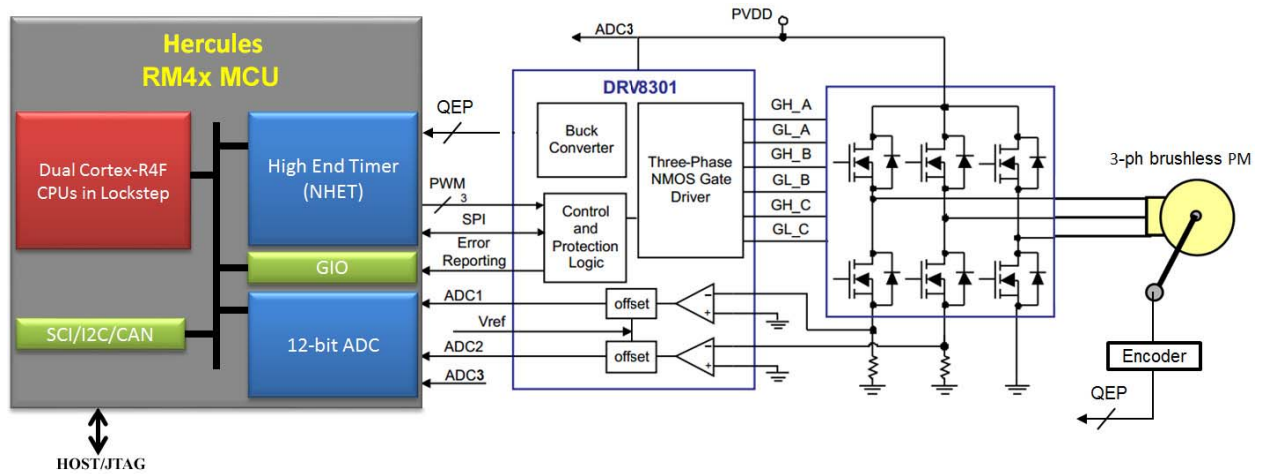 Hercules
RM4x MCU
Dual Cortex-R4F
CPUs in Lockstep
High End Timer
(NHET)
GIO
SCI/I2C/CAN
12-bit ADC
HOST/JTAG
QEP
PWM
3
SPI
Error
Reporting
ADC1
Vref
ADC2
ADC3
ADC3
PVDD
DRV8301
Buck
Converter
Control
and
Protection
Logic
Three-Phase
NMOS Gate
Driver
offset
offset
GH_A
GL_A
GH_B
GL_B
GH_C
GL_C
3-ph brushless PM
Encoder
QEP